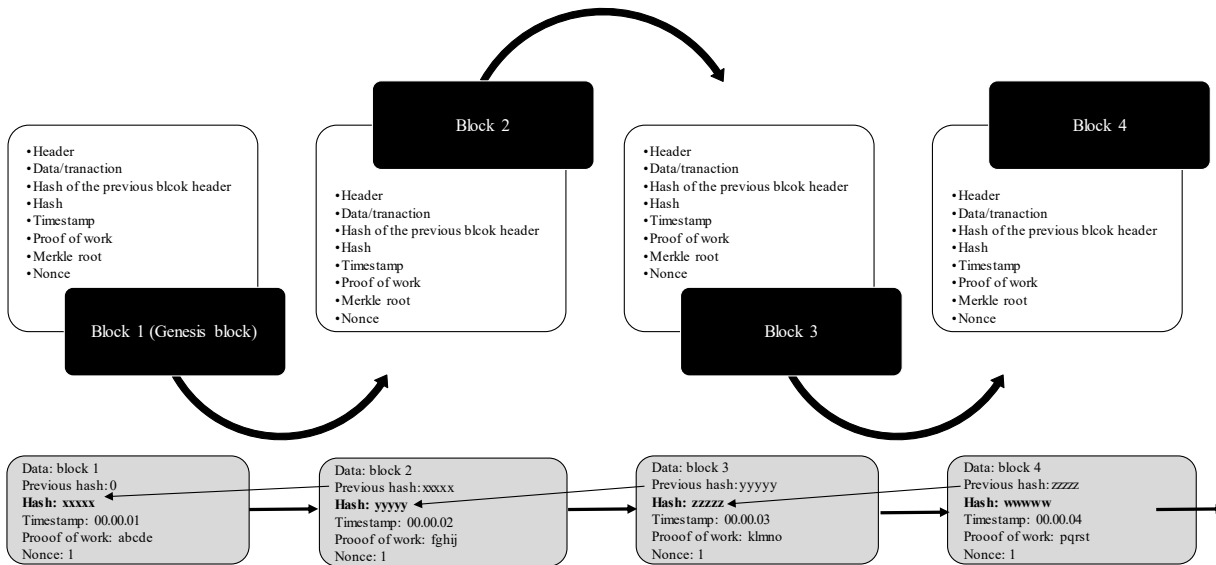 •Header
•Data/tranaction
•Hash of the previous blcok header
•Hash
•Timestamp
•Proof of work
•Merkle root
•Nonce
Block 1 (Genesis block)
Block 2
•Header
•Data/tranaction
•Hash of the previous blcok header
•Hash
•Timestamp
•Proof of work
•Merkle root
•Nonce
•Header
•Data/tranaction
•Hash of the previous blcok header
•Hash
•Timestamp
•Proof of work
•Merkle root
•Nonce
Block 3
Block 4
•Header
•Data/tranaction
•Hash of the previous blcok header
•Hash
•Timestamp
•Proof of work
•Merkle root
•Nonce
Data: block 1
Previous hash: 0
Hash: xxxxx
Timestamp: 00.00.01
Prooof of work: abcde
Nonce: 1
Data: block 2
Previous hash: xxxxx
Hash: yyyyy
Timestamp: 00.00.02
Prooof of work: fghij
Nonce: 1
Data: block 3
Previous hash: yyyyy
Hash: zzzzz
Timestamp: 00.00.03
Prooof of work: klmno
Nonce: 1
Data: block 4
Previous hash: zzzzz
Hash: wwwww
Timestamp: 00.00.04
Prooof of work: pqrst
Nonce: 1